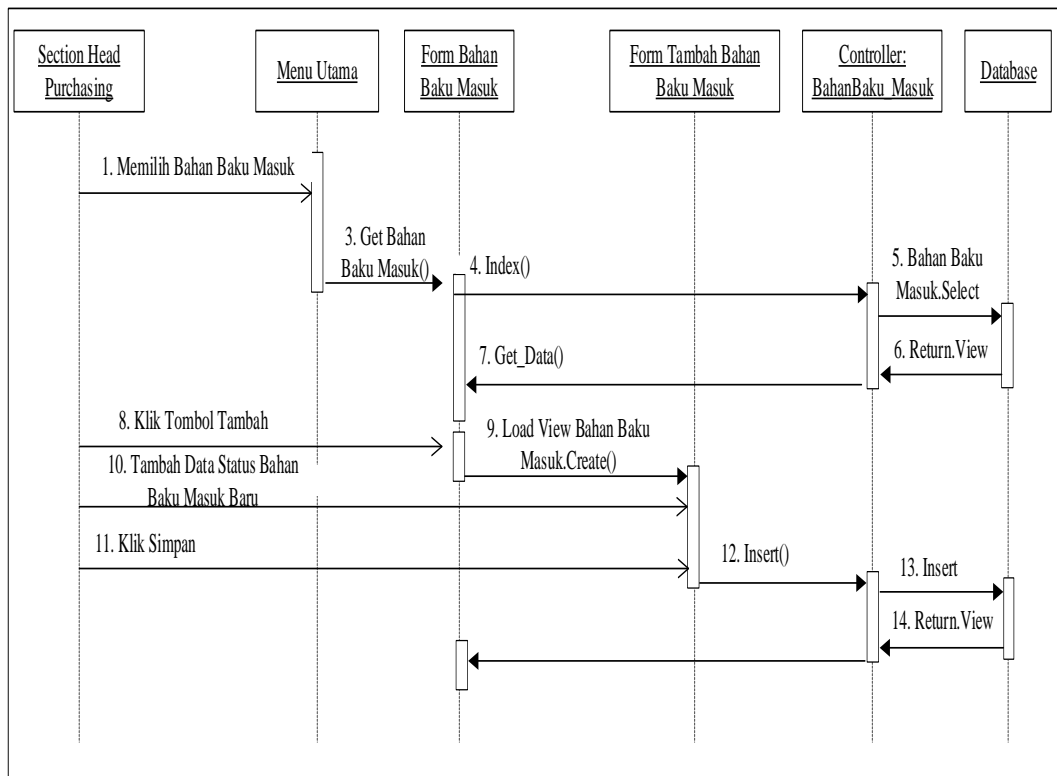 Section Head
Purchasing
Menu Utama
Form Bahan
Baku Masuk
Form Tambah Bahan
Baku Masuk
Controller:
BahanBaku_Masuk
Database
1. Memilih Bahan Baku Masuk
3. Get Bahan
Baku Masuk()
4. Index()
5. Bahan Baku
Masuk.Select
6. Return.View
7. Get_Data()
8. Klik Tombol Tambah
9. Load View Bahan Baku
Masuk.Create()
10. Tambah Data Status Bahan
Baku Masuk Baru
11. Klik Simpan
12. Insert()
13. Insert
14. Return.View